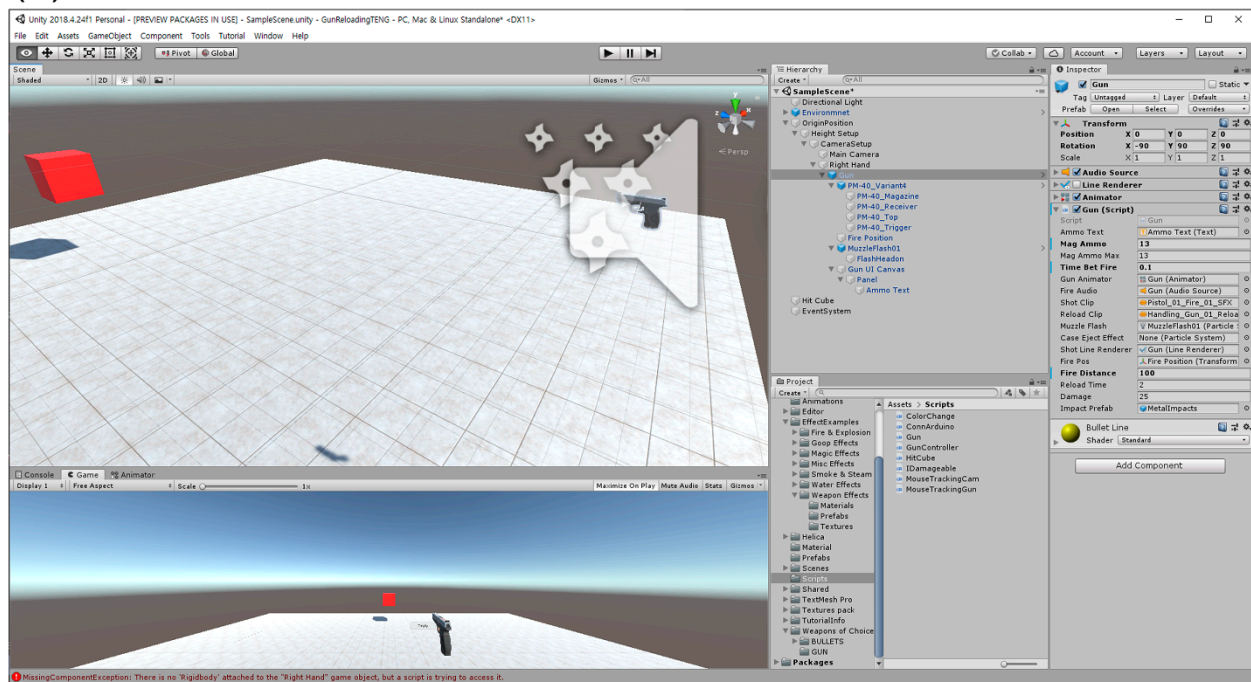 Unity 2018.4.24f1 Personal - [PREVIEW PACKAGES IN USE] - SampleScene.unity - GunReloadingTENG - PC, Mac & Linux Standalone* <DX11>
File Edit Assets GameObject Component Tools Tutorial Window Help
Pivot Global Collab Account Layers Layout
Scene
Shaded 2D Gizmos All
Persp
Hierarchy
Create All
SampleScene*
Directional Light
Environmnet
OriginPosition
Height Setup
CameraSetup
Main Camera
Right Hand
Gun
PM-40_Variant4
PM-40_Magazine
PM-40_Receiver
PM-40_Top
PM-40_Trigger
Fire Position
MuzzleFlash01
FlashHeadon
Gun UI Canvas
Panel
Ammo Text
Hit Cube
EventSystem
Inspector
Gun Static
Tag Untagged Layer Default
Prefab Open Select Overrides
Transform
Position X 0 Y 0 Z 0
Rotation X -90 Y 90 Z 90
Scale X 1 Y 1 Z 1
Audio Source
Line Renderer
Animator
Gun (Script)
Script Gun
Ammo Text Ammo Text (Text)
Mag Ammo 13
Mag Ammo Max 13
Time Bet Fire 0.1
Gun Animator Gun (Animator)
Fire Audio Gun (Audio Source)
Shot Clip Pistol_01_Fire_01_SFX
Reload Clip Handling_Gun_01_Reloa
Muzzle Flash MuzzleFlash01 (Particle
Case Eject Effect None (Particle System)
Shot Line Renderer Gun (Line Renderer)
Fire Pos Fire Position (Transform
Fire Distance 100
Reload Time 2
Damage 25
Impact Prefab MetalImpacts
Bullet Line
Shader Standard
Add Component
Project
Create
Animations
Editor
EffectExamples
Fire & Explosion
Goop Effects
Magic Effects
Misc Effects
Smoke & Steam
Water Effects
Weapon Effects
Materials
Prefabs
Textures
Helica
Material
Prefabs
Scenes
Scripts
Shared
TextMesh Pro
Textures pack
TutorialInfo
Weapons of Choice
BULLETS
GUN
Packages
Assets > Scripts
ColorChange
ConnArduino
Gun
GunController
HitCube
IDamageable
MouseTrackingCam
MouseTrackingGun
Console Game Animator
Display 1 Free Aspect Scale 1x Maximize On Play Mute Audio Stats Gizmos
MissingComponentException: There is no 'Rigidbody' attached to the "Right Hand" game object, but a script is trying to access it.